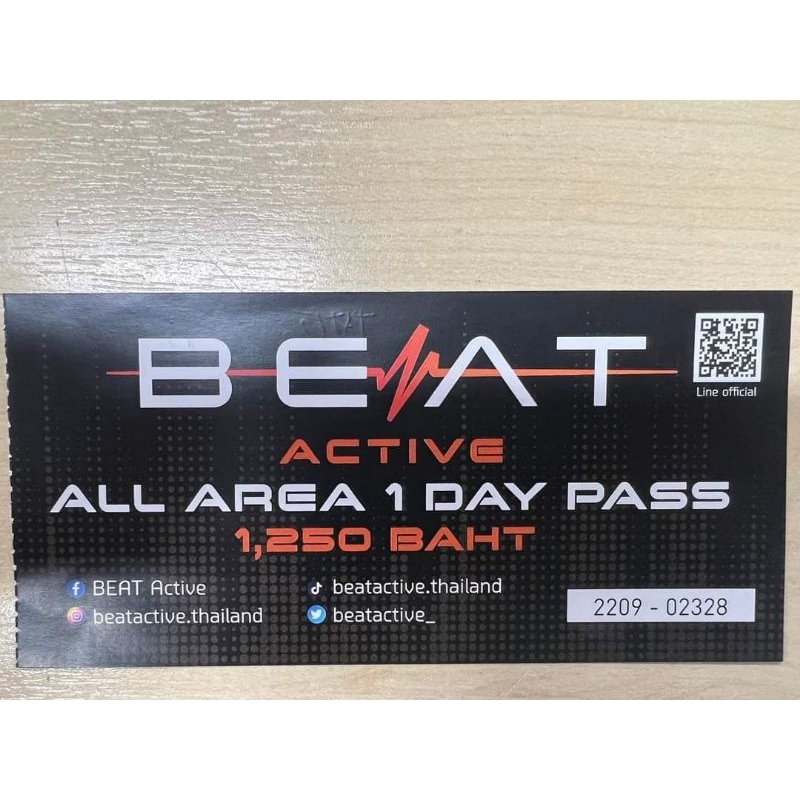 BEAT
Line official
ACTIVE
ALL AREA 1 DAY PASS
1,250 BAHT
BEAT Active
beatactive.thailand
beatactive.thailand
beatactive_
2209 - 02328